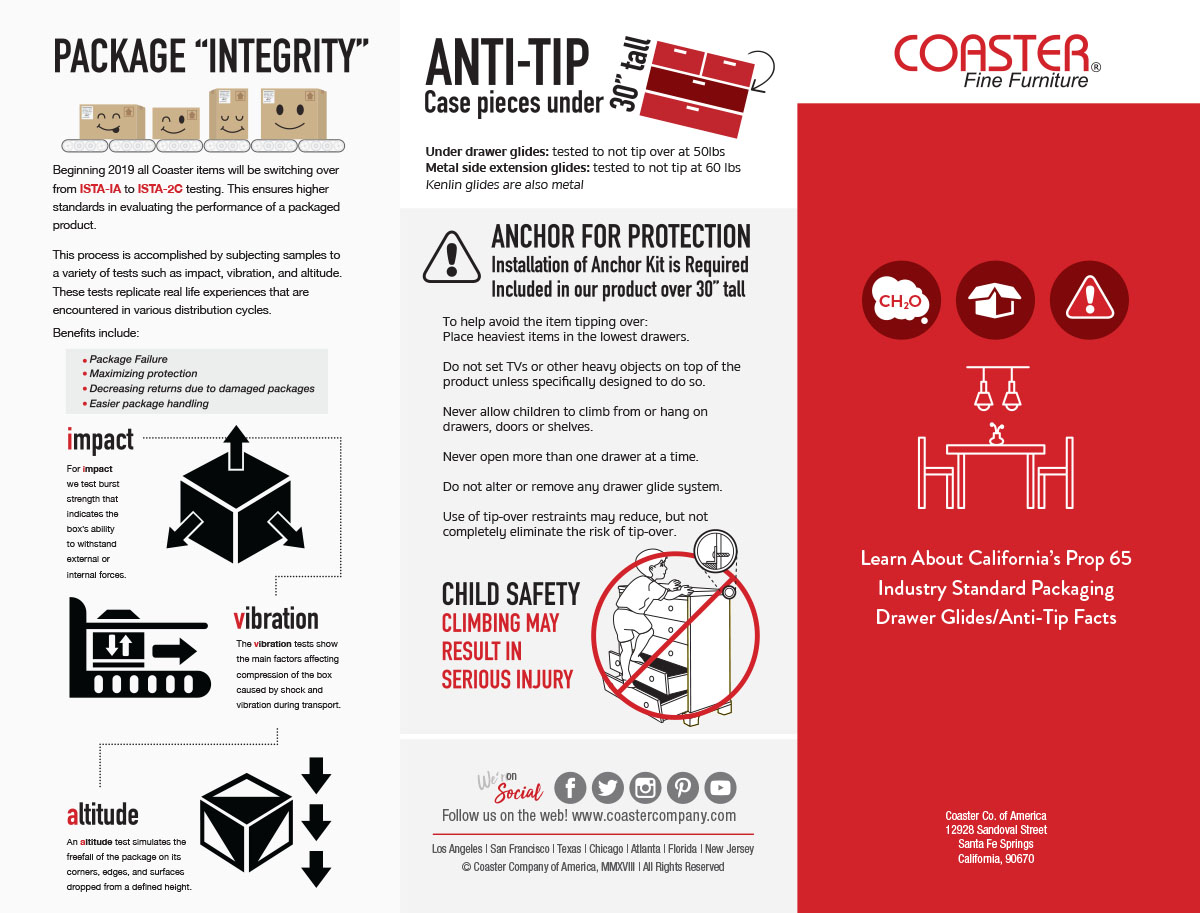 PACKAGE “INTEGRITY”
Beginning 2019 all Coaster items will be switching over
from ISTA-IA to ISTA-2C testing. This ensures higher
standards in evaluating the performance of a packaged
product.
This process is accomplished by subjecting samples to
a variety of tests such as impact, vibration, and altitude.
These tests replicate real life experiences that are
encountered in various distribution cycles.
Benefits include:
• Package Failure
• Maximizing protection
• Decreasing returns due to damaged packages
• Easier package handling
impact
For impact
we test burst
strength that
indicates the
box's ability
to withstand
external or
internal forces.
vibration
The vibration tests show
the main factors affecting
compression of the box
caused by shock and
vibration during transport.
altitude
An altitude test simulates the
freefall of the package on its
corners, edges, and surfaces
dropped from a defined height.
ANTI-TIP
Case pieces under
30” tall
Under drawer glides: tested to not tip over at 50lbs
Metal side extension glides: tested to not tip at 60 lbs
Kenlin glides are also metal
ANCHOR FOR PROTECTION
Installation of Anchor Kit is Required
Included in our product over 30” tall
To help avoid the item tipping over:
Place heaviest items in the lowest drawers.
Do not set TVs or other heavy objects on top of the
product unless specifically designed to do so.
Never allow children to climb from or hang on
drawers, doors or shelves.
Never open more than one drawer at a time.
Do not alter or remove any drawer glide system.
Use of tip-over restraints may reduce, but not
completely eliminate the risk of tip-over.
CHILD SAFETY
CLIMBING MAY
RESULT IN
SERIOUS INJURY
We're on
Social
Follow us on the web! www.coastercompany.com
Los Angeles | San Francisco | Texas | Chicago | Atlanta | Florida | New Jersey
© Coaster Company of America, MMXVIII | All Rights Reserved
COASTER®
Fine Furniture
CH₂O
Learn About California’s Prop 65
Industry Standard Packaging
Drawer Glides/Anti-Tip Facts
Coaster Co. of America
12928 Sandoval Street
Santa Fe Springs
California, 90670